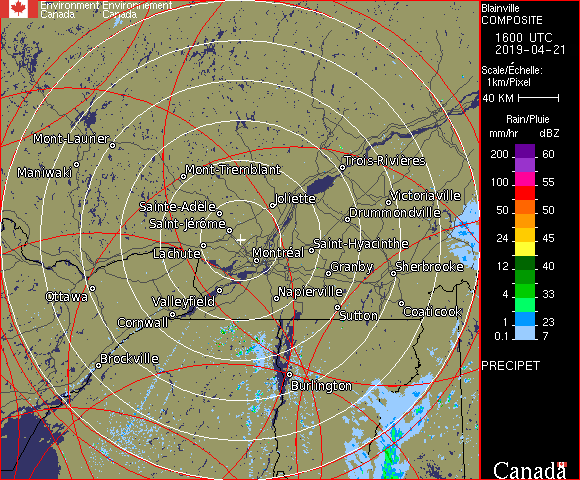 Environment Environnement
Canada Canada
Blainville
COMPOSITE
1600 UTC
2019-04-21
Scale/Échelle:
1km/Pixel
40 KM
Rain/Pluie
mm/hr dBZ
200 60
100 57
100 55
50 50
24 45
12 40
4 33
1 23
0.1 7
PRECIPET
Canada
Mont-Laurier
Maniwaki
Mont-Tremblant
Trois-Rivières
Joliette
Victoriaville
Sainte-Adèle
Drummondville
Saint-Jérôme
Saint-Hyacinthe
Lachute
Montréal
Granby
Sherbrooke
Ottawa
Valleyfield
Napierville
Sutton
Coaticook
Cornwall
Brockville
Burlington